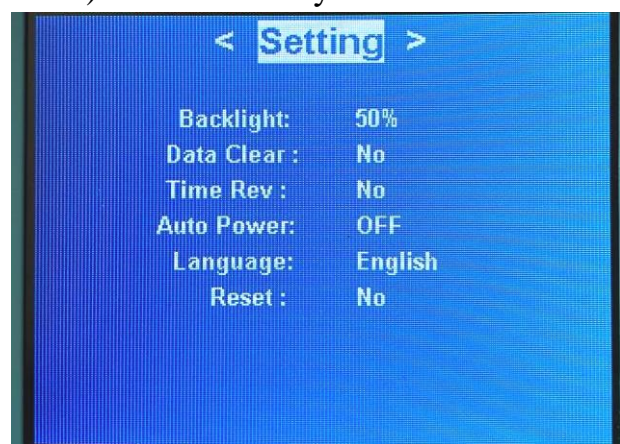 < Setting >
Backlight: 50%
Data Clear : No
Time Rev : No
Auto Power: OFF
Language: English
Reset : No